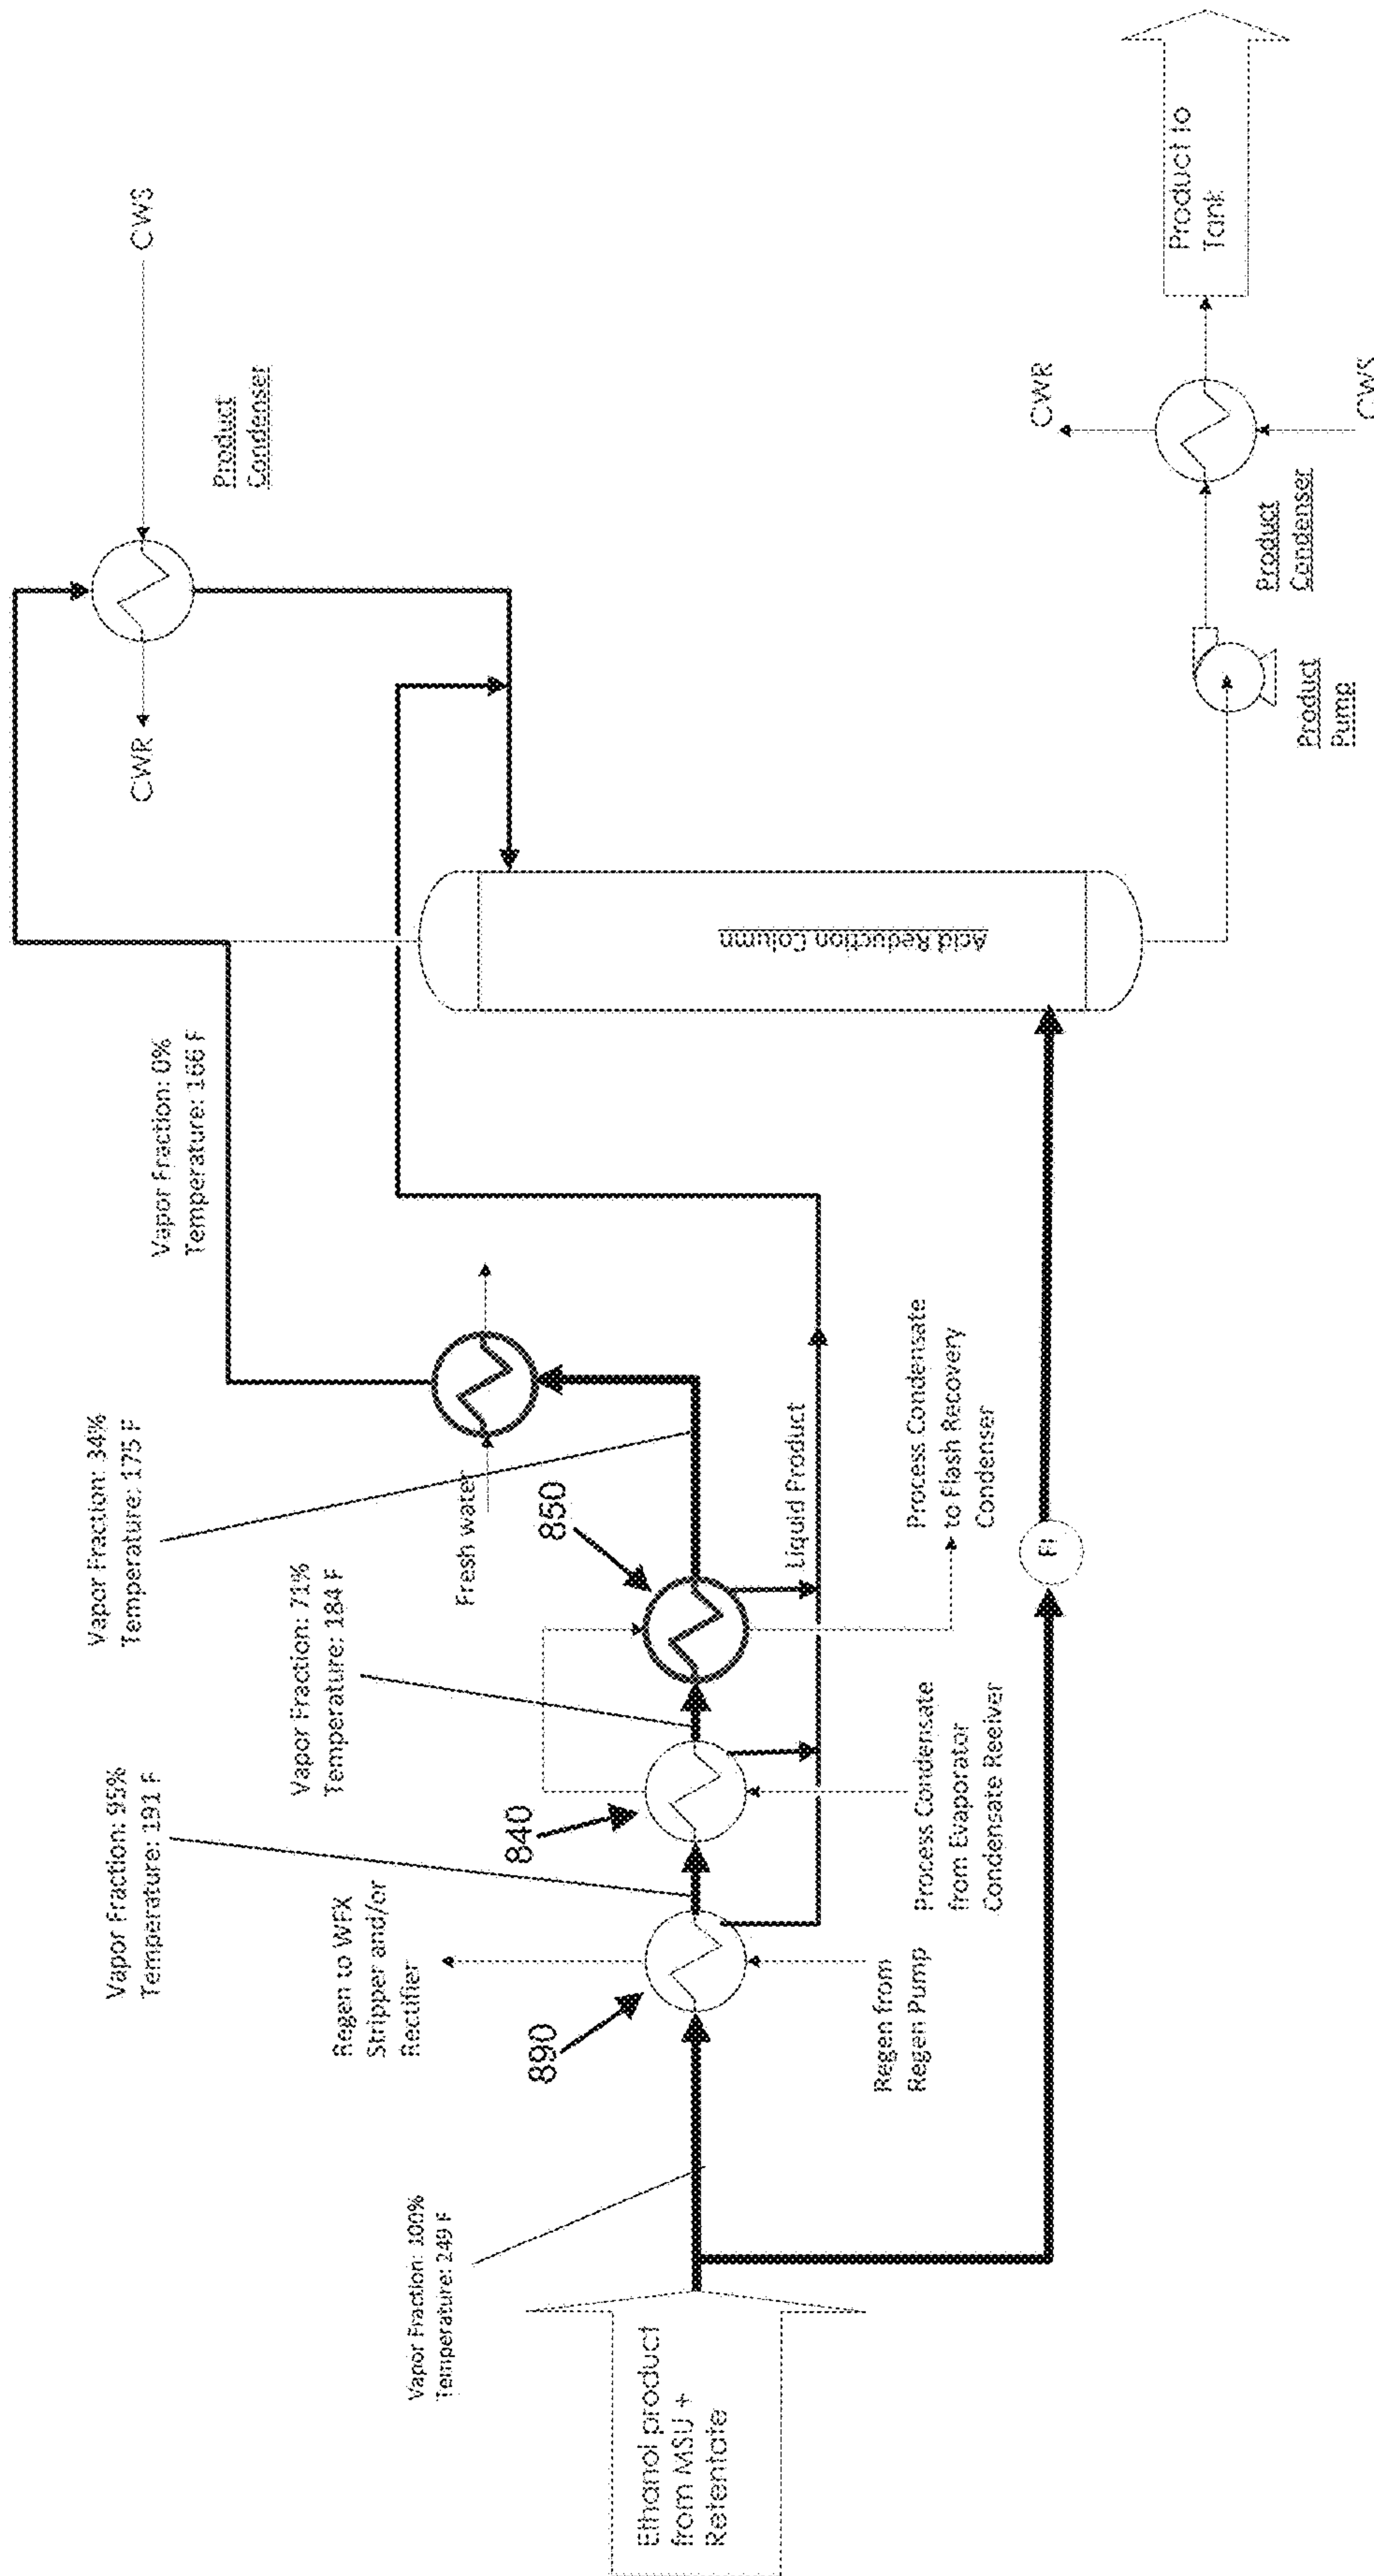 Ethanol product
from MSU +
Retentate
Vapor Fraction: 100%
Temperature: 249 F
890
Regen from
Regen Pump
Regen to WFX
Stripper and/or
Rectifier
Vapor Fraction: 95%
Temperature: 191 F
840
Process Condensate
from Evaporator
Condensate Reeiver
Vapor Fraction: 71%
Temperature: 184 F
850
Liquid Product
Process Condensate
to Flash Recovery
Condenser
Vapor Fraction: 34%
Temperature: 175 F
Fresh water
FI
Vapor Fraction: 0%
Temperature: 166 F
Acid Reduction Column
CWR
CWS
Product
Condenser
Product
Pump
Product
Condenser
CWR
CWS
Product to
Tank